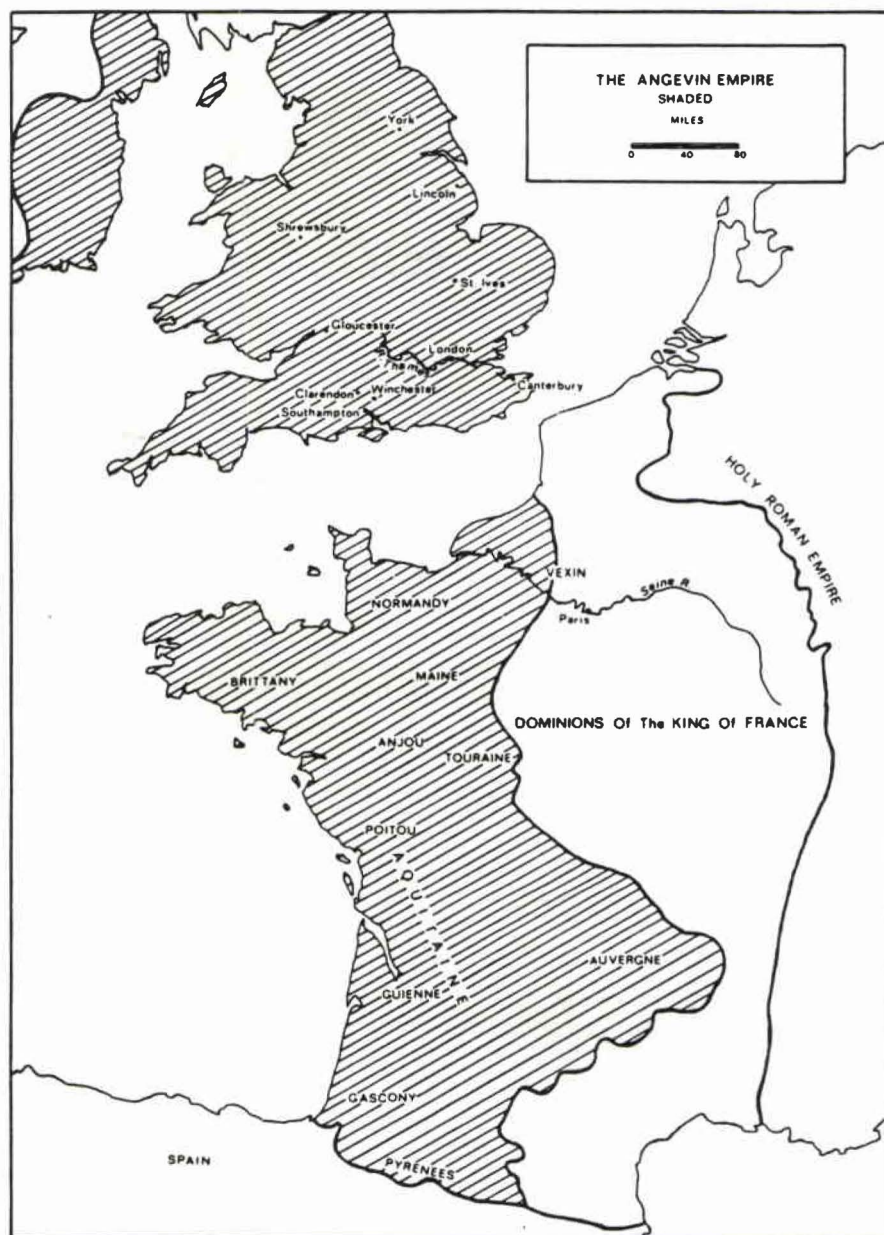 THE ANGEVIN EMPIRE
SHADED
MILES
0 40 80
York
Lincoln
Shrewsbury
St. Ives
Gloucester
London
Thames
Canterbury
Clarendon
Winchester
Southampton
HOLY ROMAN EMPIRE
VEXIN
Seine R
NORMANDY
Paris
BRITTANY
MAINE
DOMINIONS Of The KING Of FRANCE
ANJOU
TOURAINE
POITOU
AQUITAINE
AUVERGNE
GUIENNE
GASCONY
SPAIN
PYRENEES